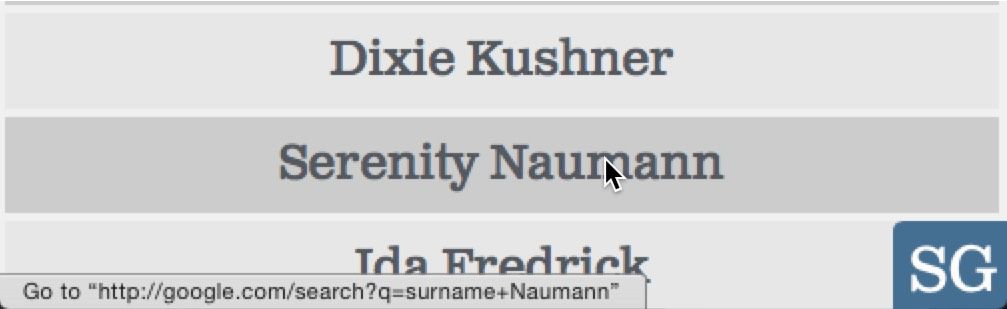 Dixie Kushner
Serenity Naumann
Ida Fredrick
SG
Go to “http://google.com/search?q=surname+Naumann”